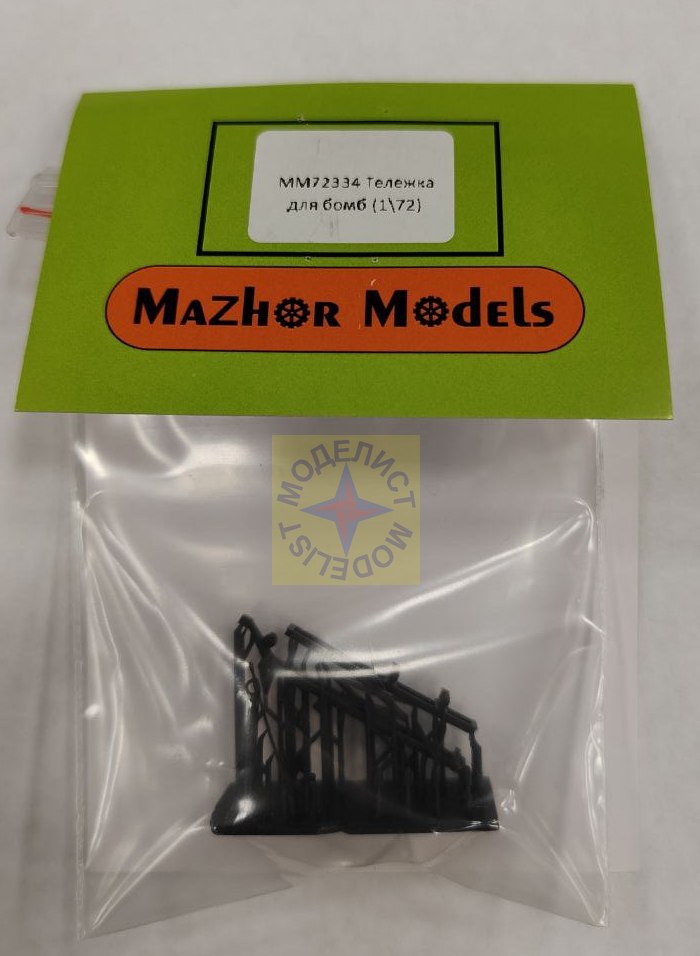 MM72334 Тележка
для бомб (1\72)
MAZHOR MODELS
МОДЕЛИСТ
MODELIST